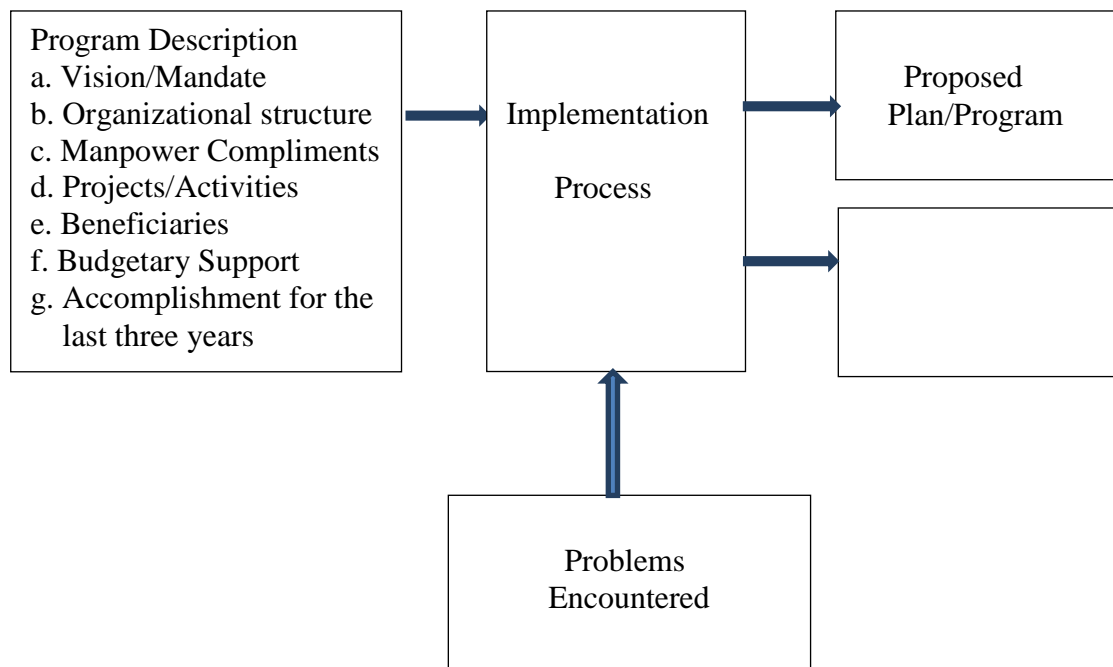 Program Description
a. Vision/Mandate
b. Organizational structure
c. Manpower Compliments
d. Projects/Activities
e. Beneficiaries
f. Budgetary Support
g. Accomplishment for the
last three years
Implementation
Process
Proposed
Plan/Program
Problems
Encountered